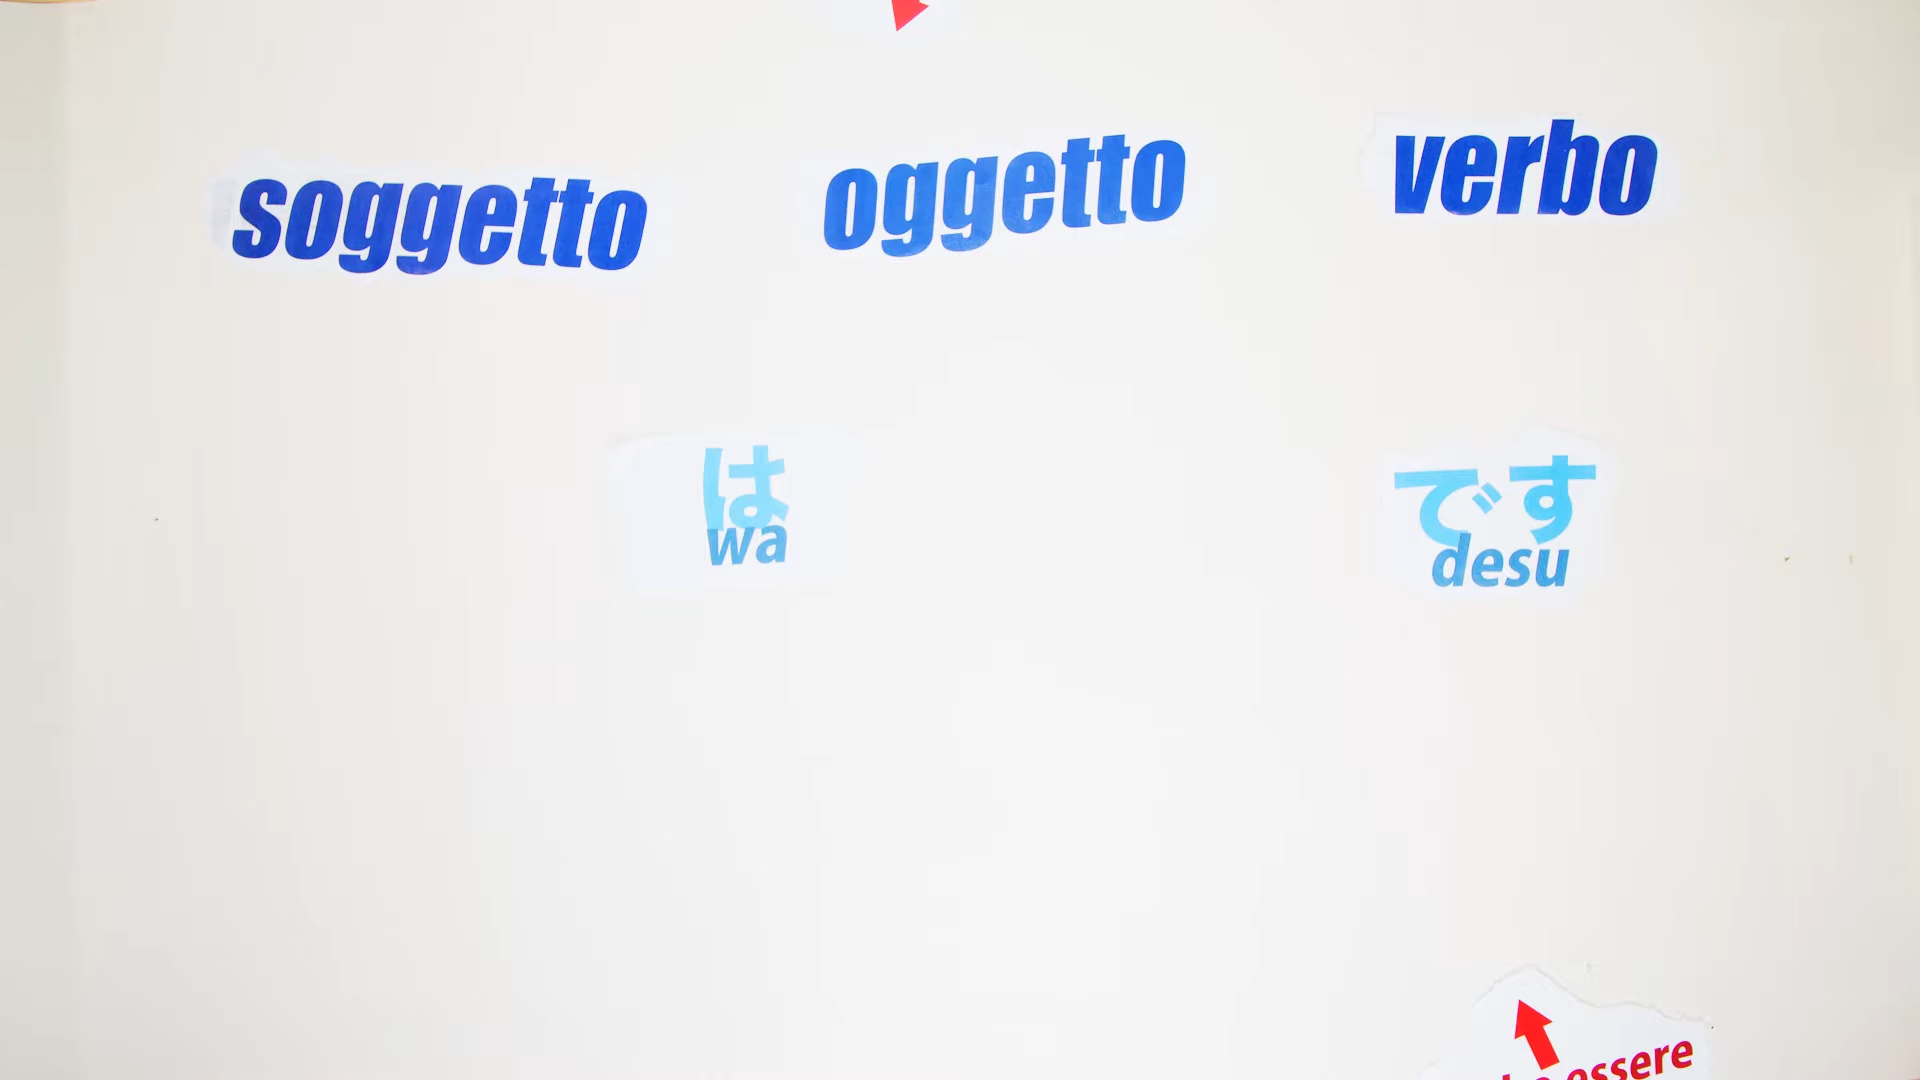 soggetto oggetto verbo
は です
wa desu
essere